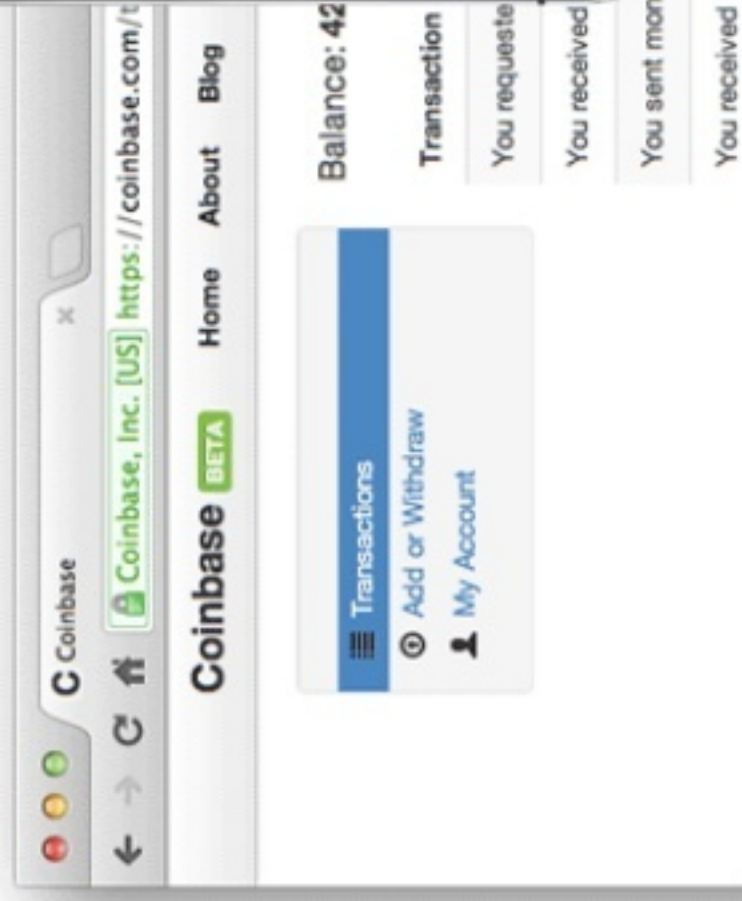 C Coinbase ×
Coinbase, Inc. [US] https://coinbase.com/t
Coinbase BETA Home About Blog
Balance: 42
Transactions
Add or Withdraw
My Account
Transaction
You requeste
You received
You sent mon
You received